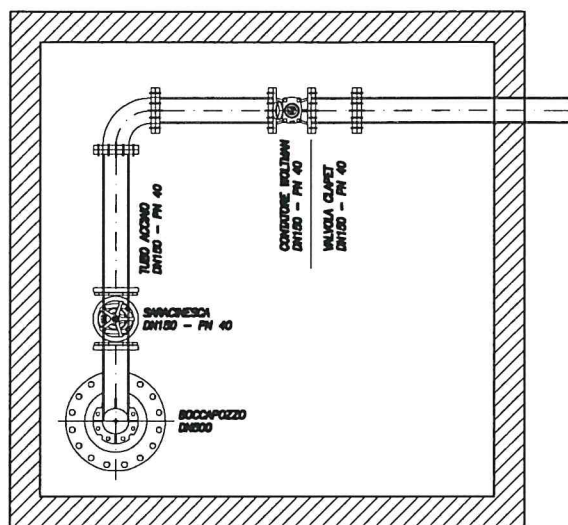 CONTATORE WOLTMAN
DN150 - PN 40
VALVOLA CLAPET
DN150 - PN 40
TUBO ACCIAIO
DN150 - PN 40
SARACINESCA
DN150 - PN 40
BOCCAPOZZO
DN500